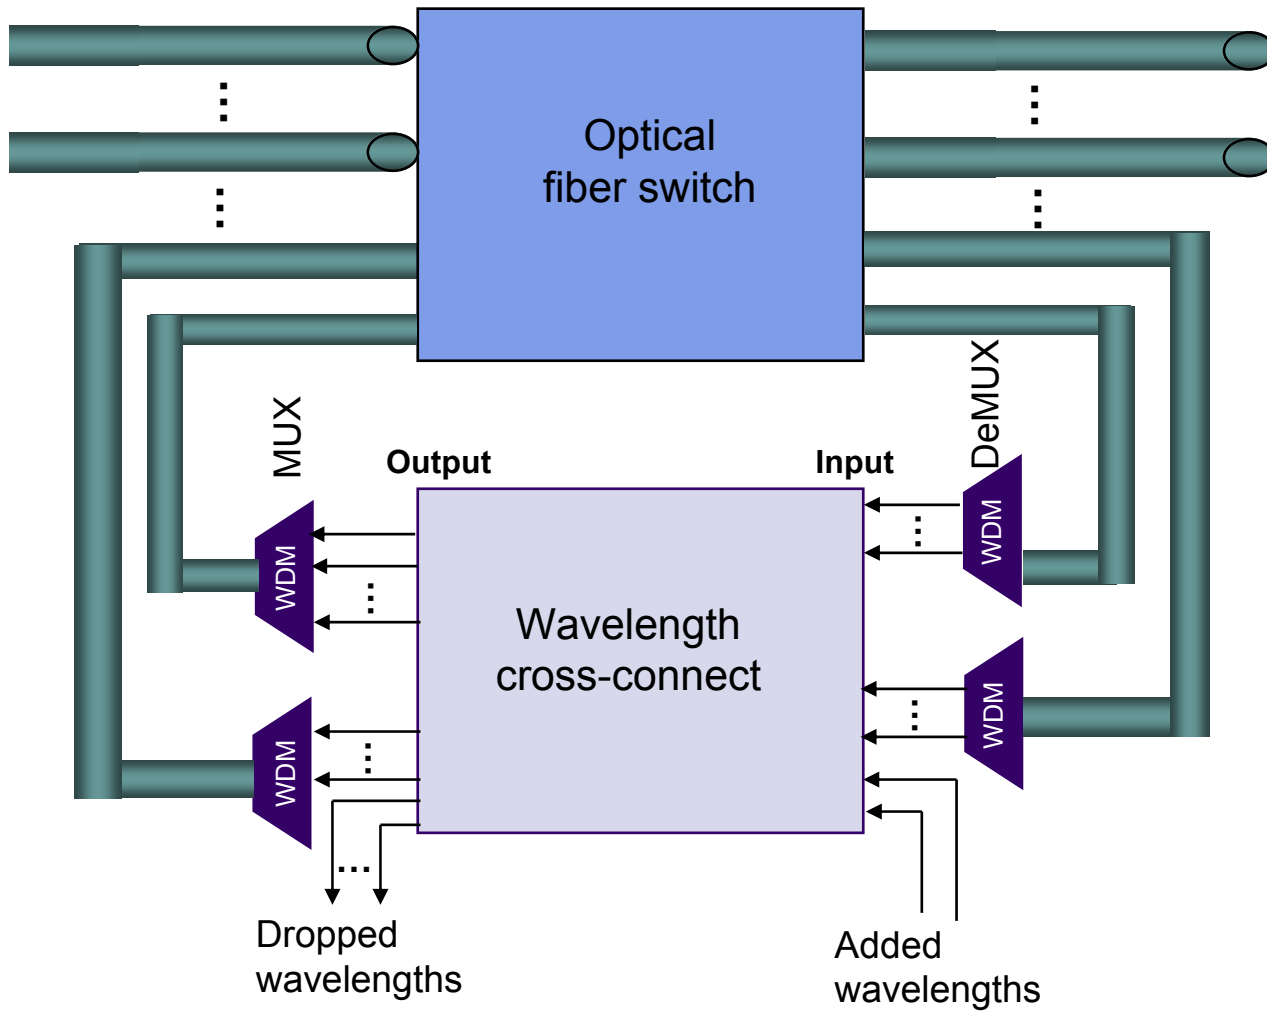 Optical
fiber switch
MUX
DeMUX
Output
Input
WDM
WDM
Wavelength
cross-connect
WDM
WDM
Dropped
wavelengths
Added
wavelengths